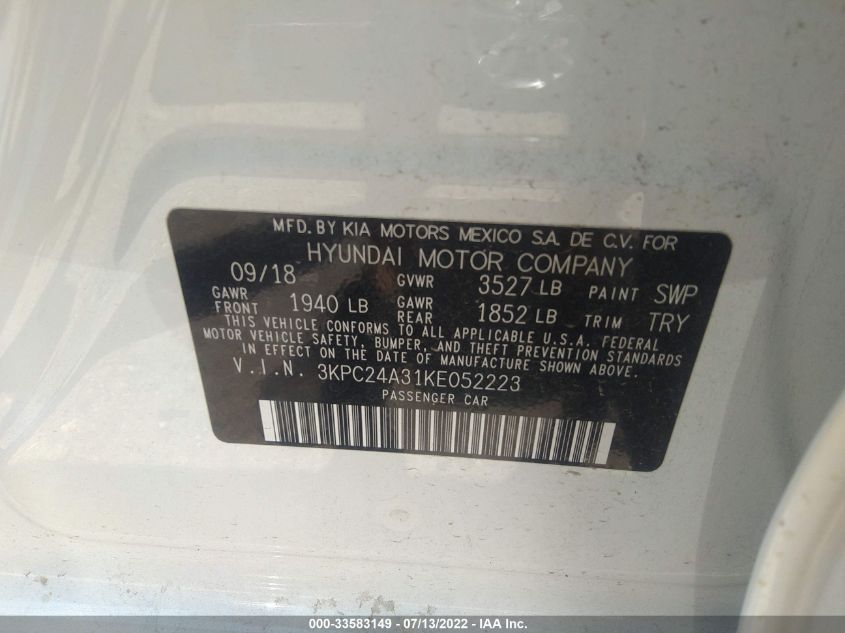 MFD. BY KIA MOTORS MEXICO S.A. DE C.V. FOR
HYUNDAI MOTOR COMPANY
09/18 GVWR 3527 LB PAINT SWP
GAWR FRONT 1940 LB GAWR REAR 1852 LB TRIM TRY
THIS VEHICLE CONFORMS TO ALL APPLICABLE U.S.A. FEDERAL
MOTOR VEHICLE SAFETY, BUMPER, AND THEFT PREVENTION STANDARDS
IN EFFECT ON THE DATE OF MANUFACTURE SHOWN ABOVE.
V.I.N. 3KPC24A31KE052223
PASSENGER CAR
000-33583149 - 07/13/2022 - IAA Inc.